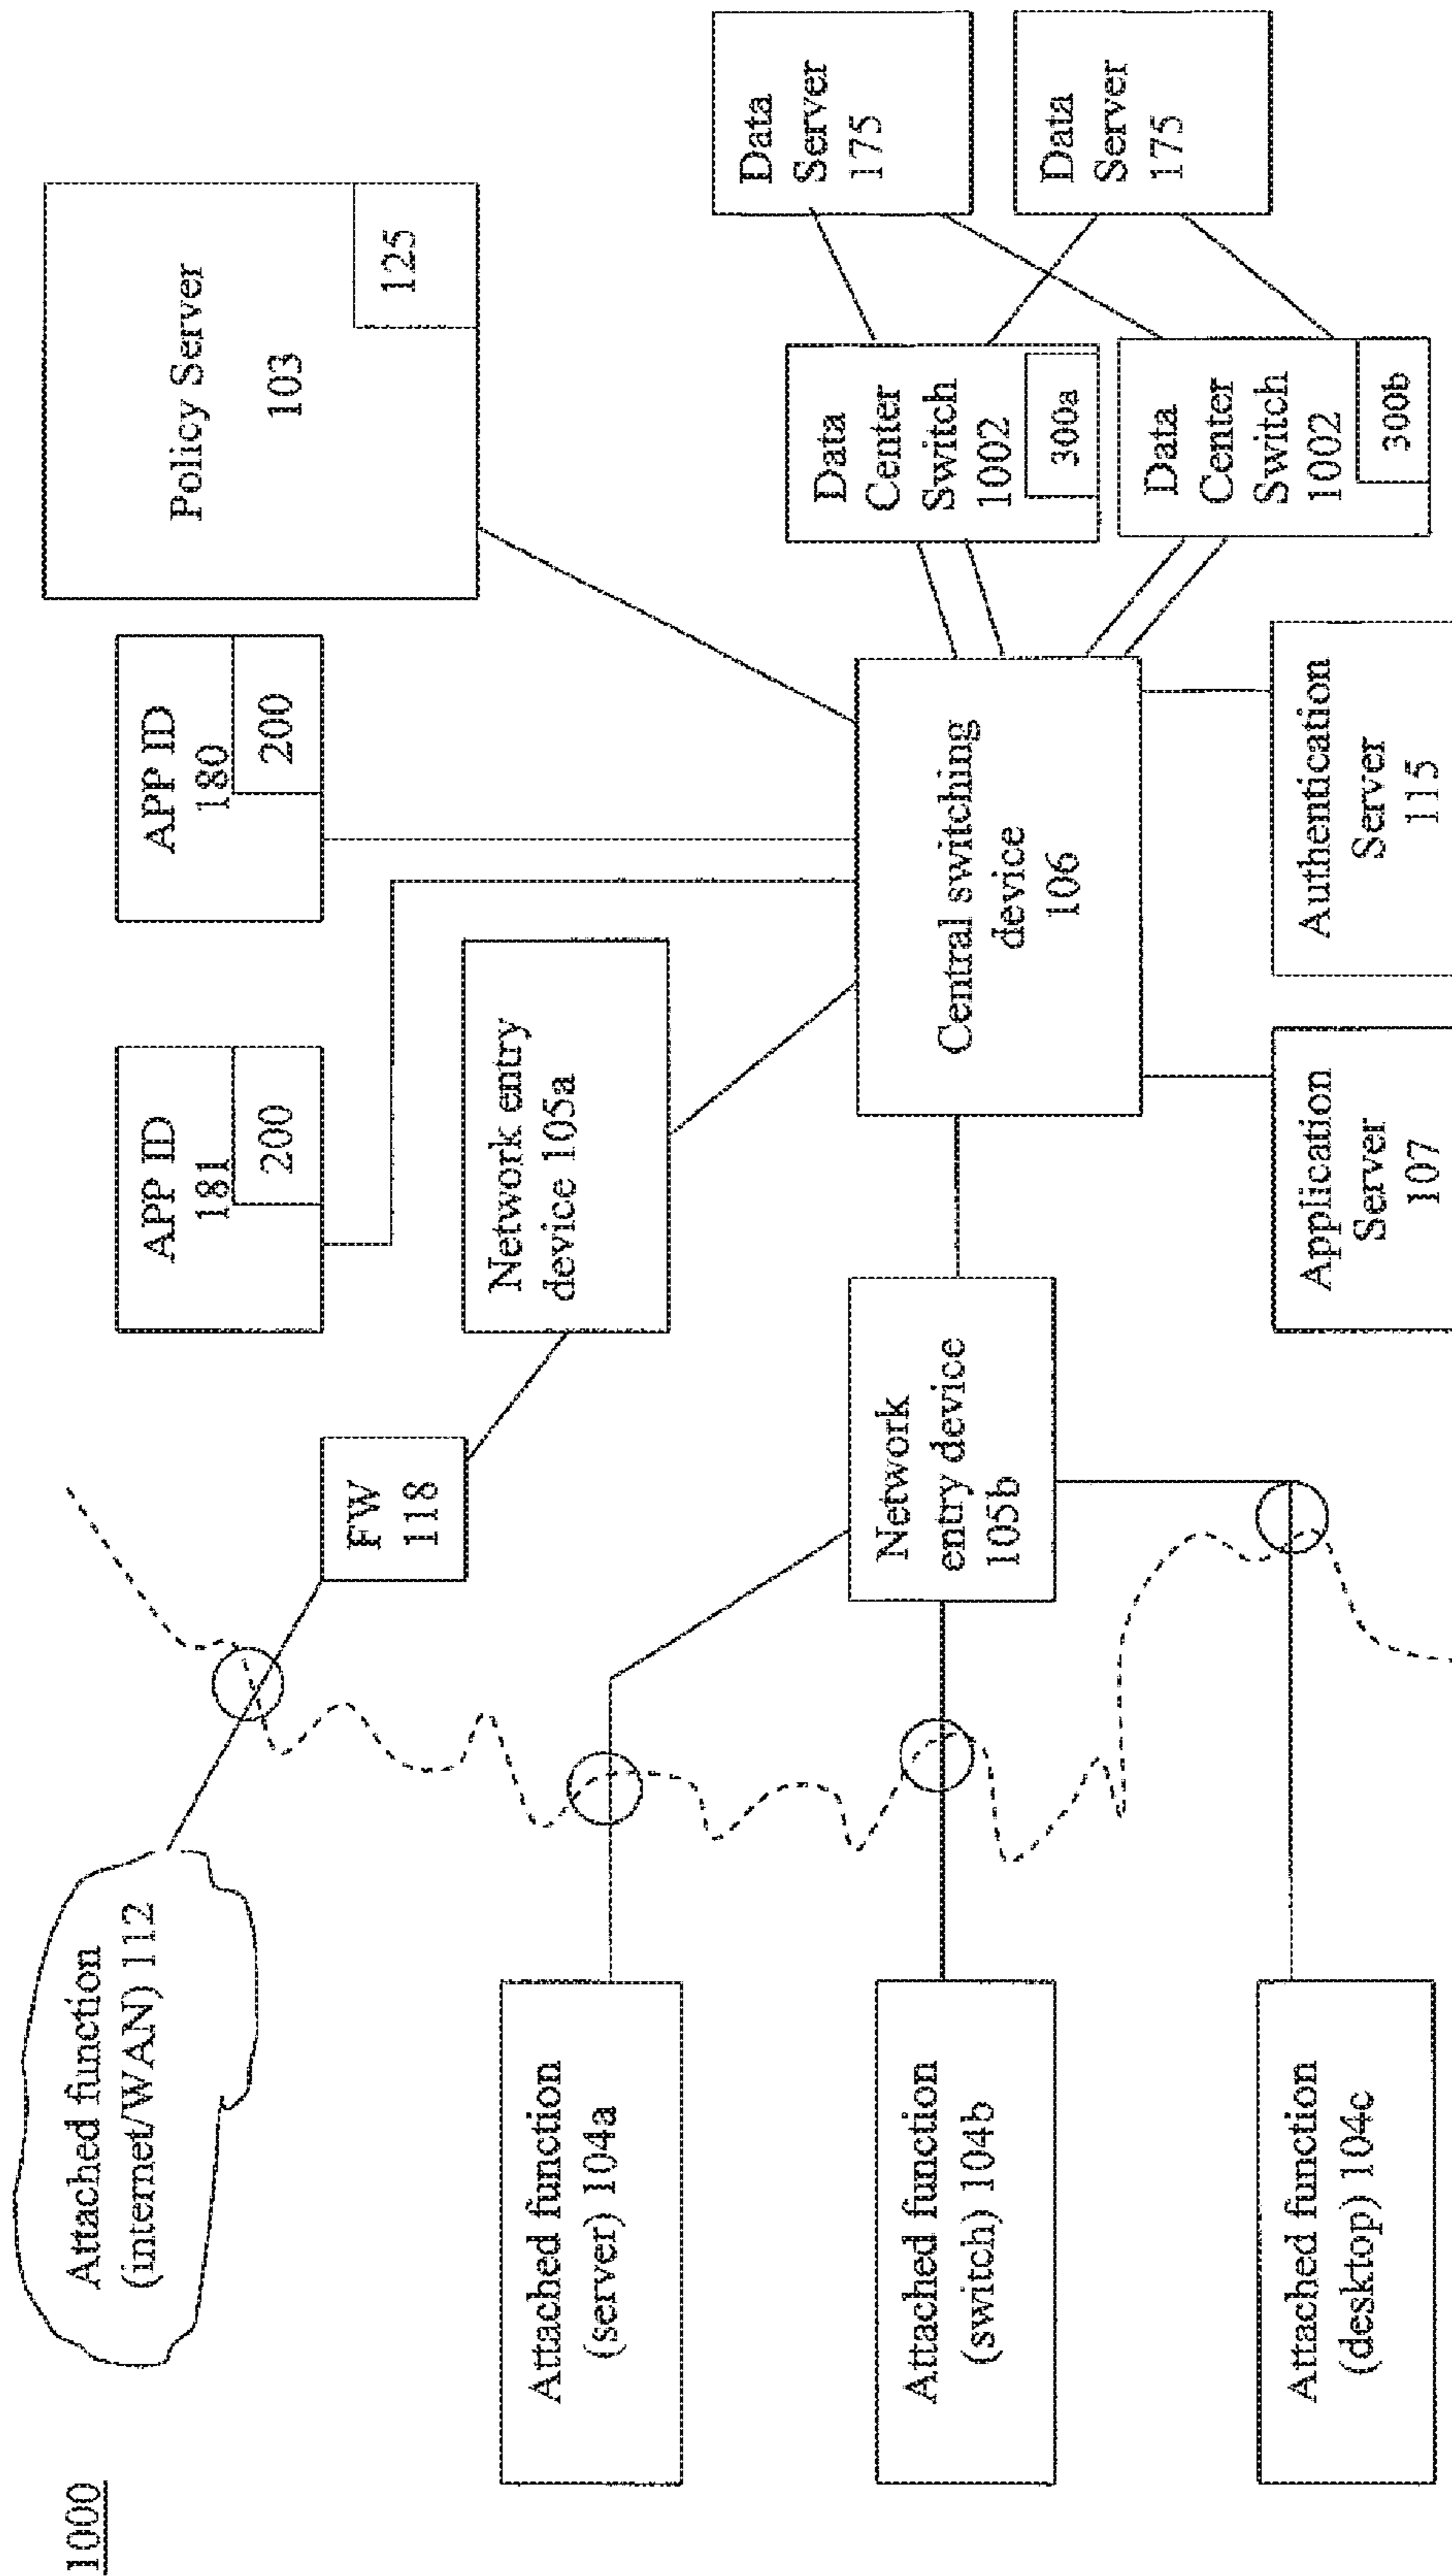 1000
Attached function
(internet/WAN) 112
FW
118
APP ID
181
200
APP ID
180
200
Policy Server
103
125
Attached function
(server) 104a
Network entry
device 105a
Attached function
(switch) 104b
Network
entry device
105b
Central switching
device
106
Data
Center
Switch
1002
300a
Data
Server
175
Attached function
(desktop) 104c
Application
Server
107
Authentication
Server
115
Data
Center
Switch
1002
300b
Data
Server
175